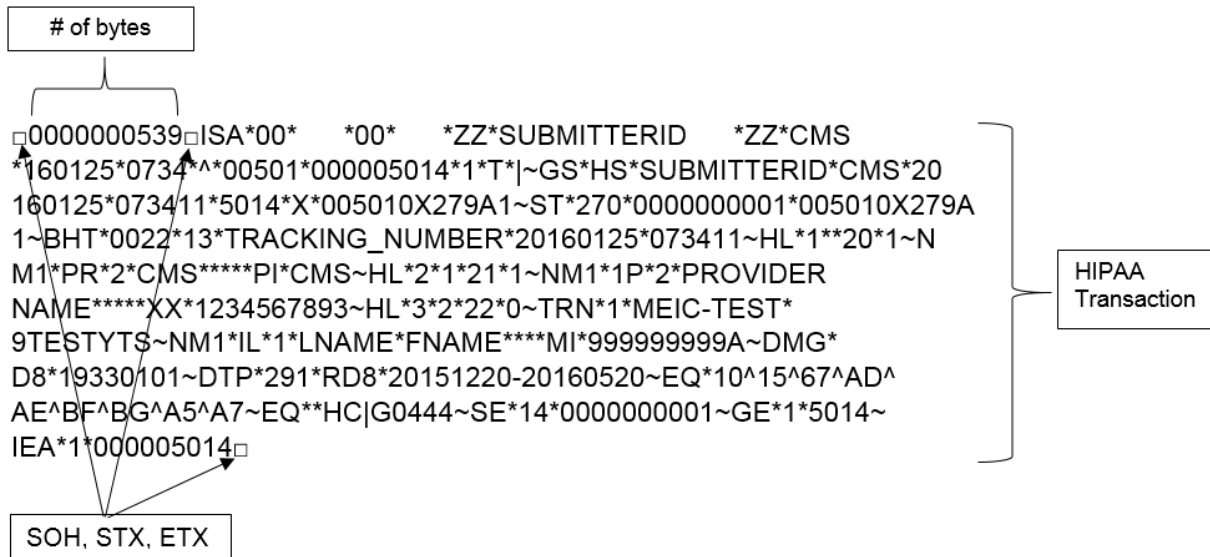 # of bytes
□0000000539□ISA*00*     *00*     *ZZ*SUBMITTERID     *ZZ*CMS
*160125*0734*^*00501*000005014*1*T*|~GS*HS*SUBMITTERID*CMS*20
160125*073411*5014*X*005010X279A1~ST*270*0000000001*005010X279A
1~BHT*0022*13*TRACKING_NUMBER*20160125*073411~HL*1**20*1~N
M1*PR*2*CMS*****PI*CMS~HL*2*1*21*1~NM1*1P*2*PROVIDER
NAME*****XX*1234567893~HL*3*2*22*0~TRN*1*MEIC-TEST*
9TESTYTS~NM1*IL*1*LNAME*FNAME****MI*999999999A~DMG*
D8*19330101~DTP*291*RD8*20151220-20160520~EQ*10^15^67^AD^
AE^BF^BG^A5^A7~EQ**HC|G0444~SE*14*0000000001~GE*1*5014~
IEA*1*000005014□
HIPAA
Transaction
SOH, STX, ETX